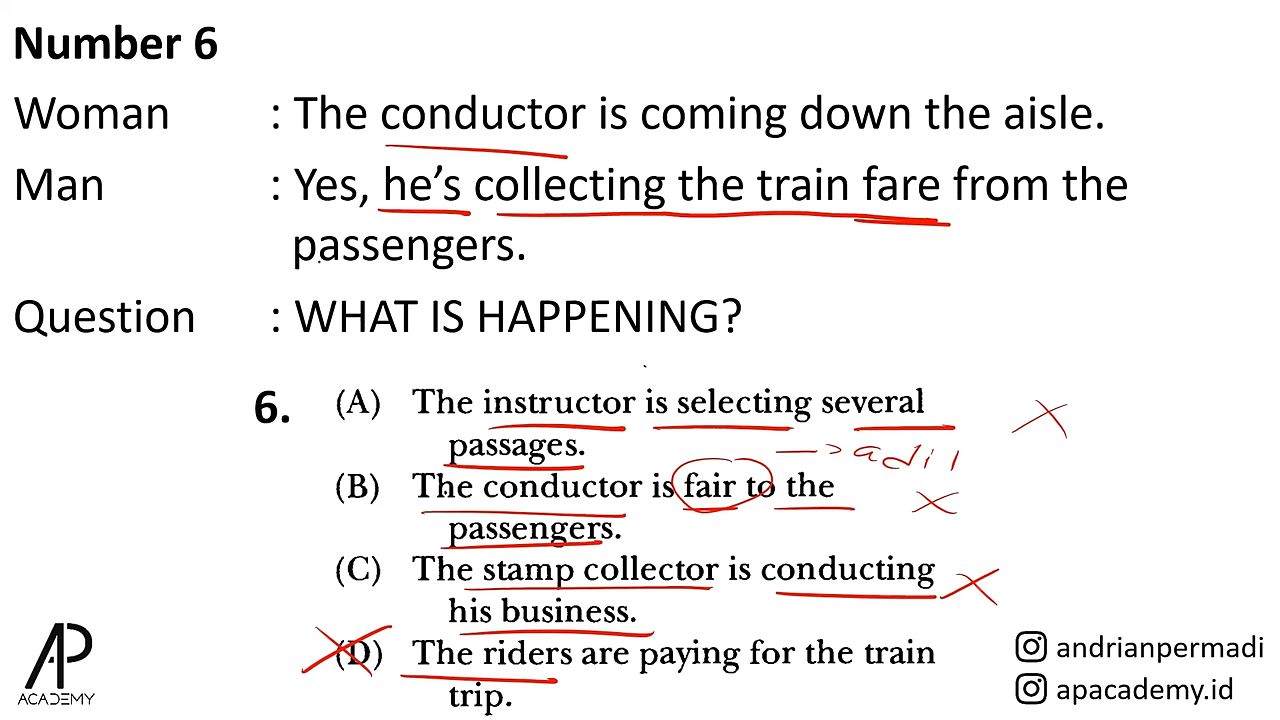 Number 6
Woman : The conductor is coming down the aisle.
Man : Yes, he's collecting the train fare from the
passengers.
Question : WHAT IS HAPPENING?
6. (A) The instructor is selecting several
passages.
adil
(B) The conductor is fair to the
passengers.
(C) The stamp collector is conducting
his business.
(D) The riders are paying for the train
trip.
AP
ACADEMY
andrianpermadi
apacademy.id